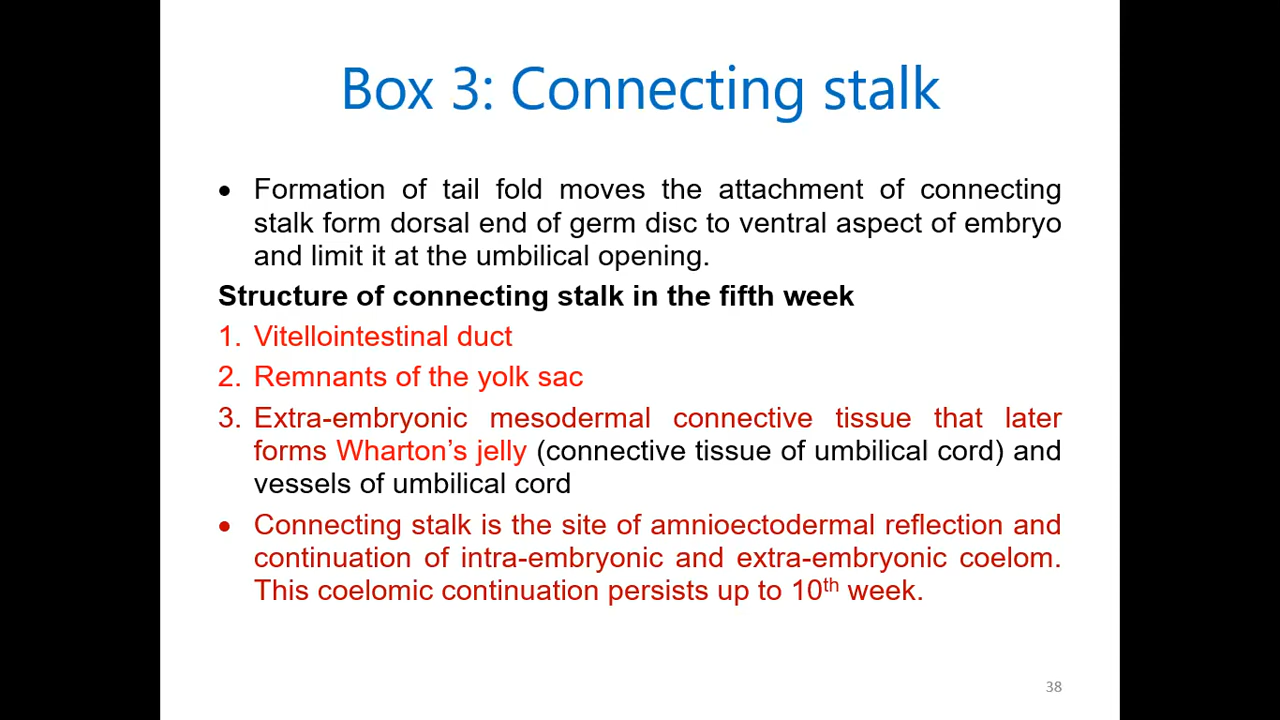 Box 3: Connecting stalk
• Formation of tail fold moves the attachment of connecting
stalk form dorsal end of germ disc to ventral aspect of embryo
and limit it at the umbilical opening.
Structure of connecting stalk in the fifth week
1. Vitellointestinal duct
2. Remnants of the yolk sac
3. Extra-embryonic mesodermal connective tissue that later
forms Wharton’s jelly (connective tissue of umbilical cord) and
vessels of umbilical cord
• Connecting stalk is the site of amnioectodermal reflection and
continuation of intra-embryonic and extra-embryonic coelom.
This coelomic continuation persists up to 10th week.
38